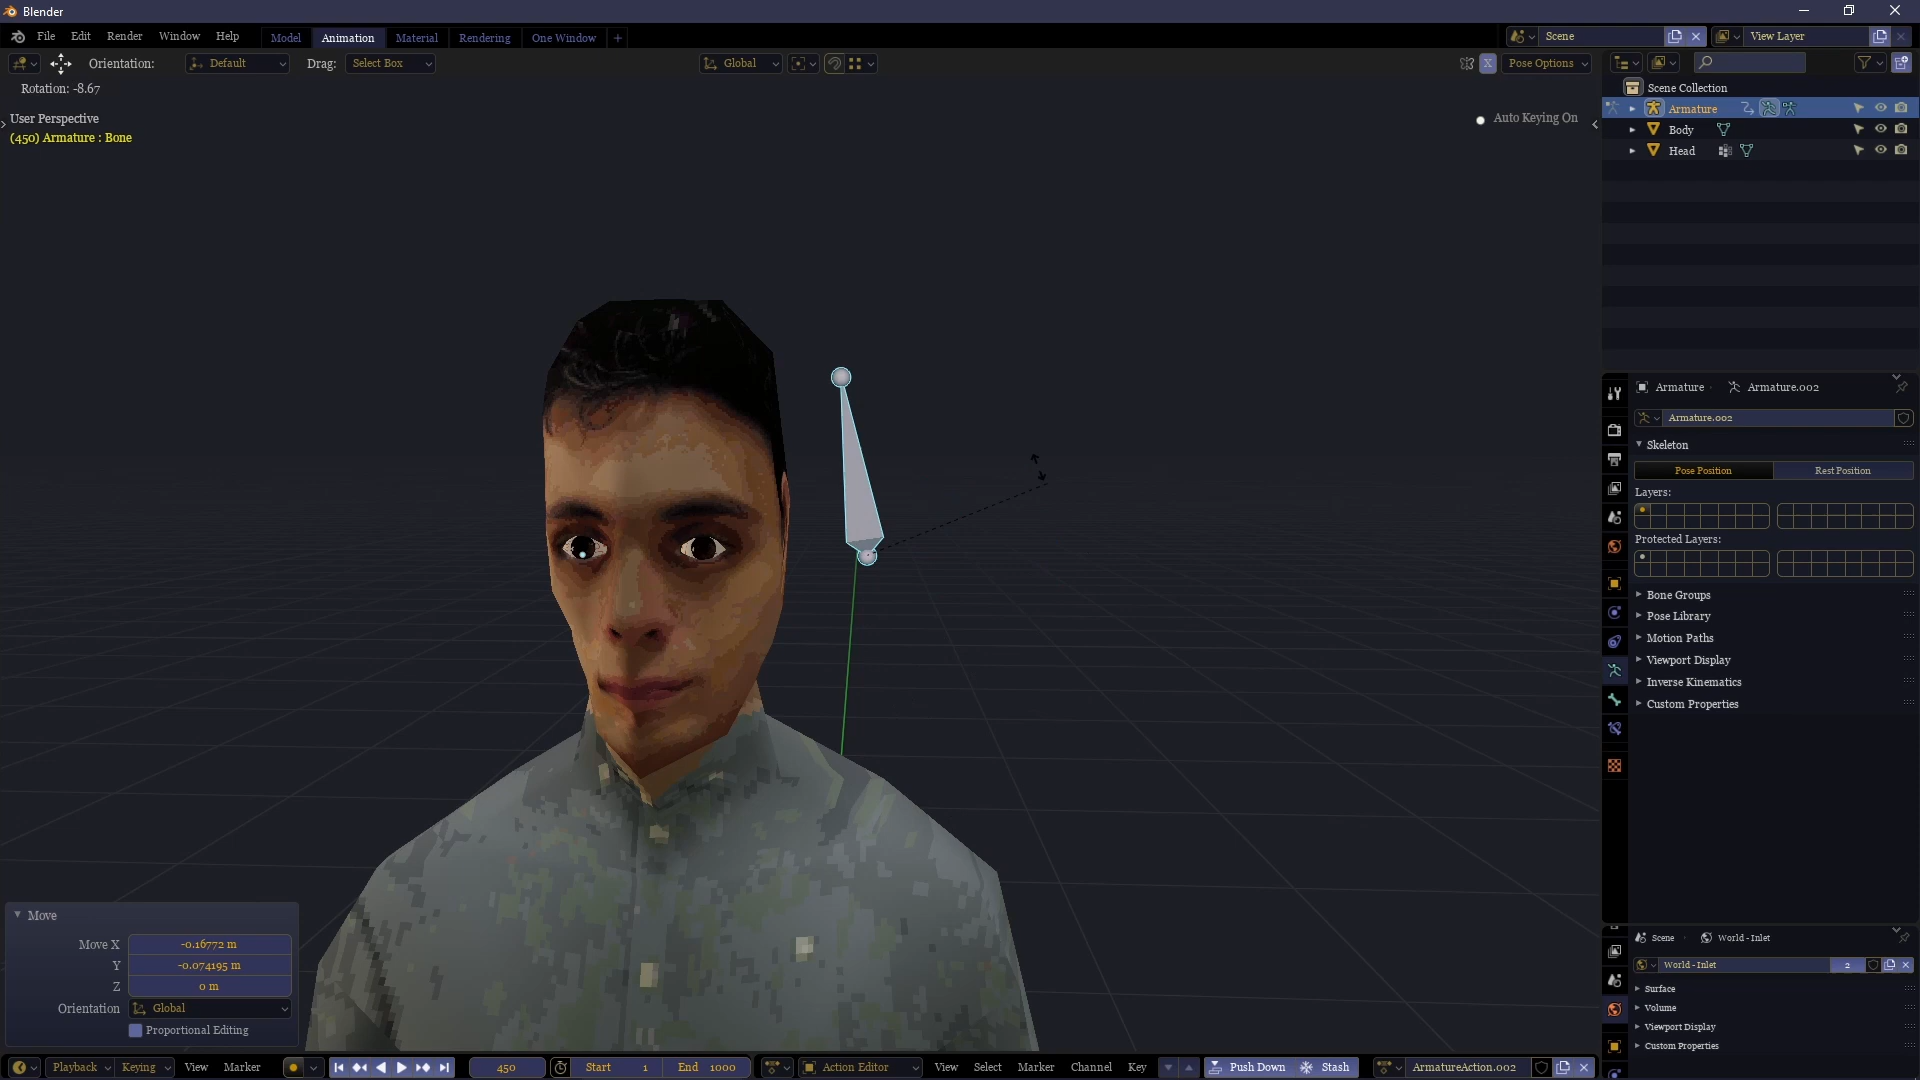 Blender
File Edit Render Window Help Model Animation Material Rendering One Window + Scene View Layer
Orientation: Default Drag: Select Box Global X Pose Options
Rotation: -8.67
User Perspective
(450) Armature : Bone
Auto Keying On
Scene Collection
Armature
Body
Head
Armature Armature.002
Armature.002
Skeleton
Pose Position Rest Position
Layers:
Protected Layers:
Bone Groups
Pose Library
Motion Paths
Viewport Display
Inverse Kinematics
Custom Properties
Move
Move X -0.16772 m
Y -0.074195 m
Z 0 m
Orientation Global
Proportional Editing
Scene World - Inlet
World - Inlet 2
Surface
Volume
Viewport Display
Custom Properties
Playback Keying View Marker 450 Start 1 End 1000 Action Editor View Select Marker Channel Key Push Down Stash ArmatureAction.002